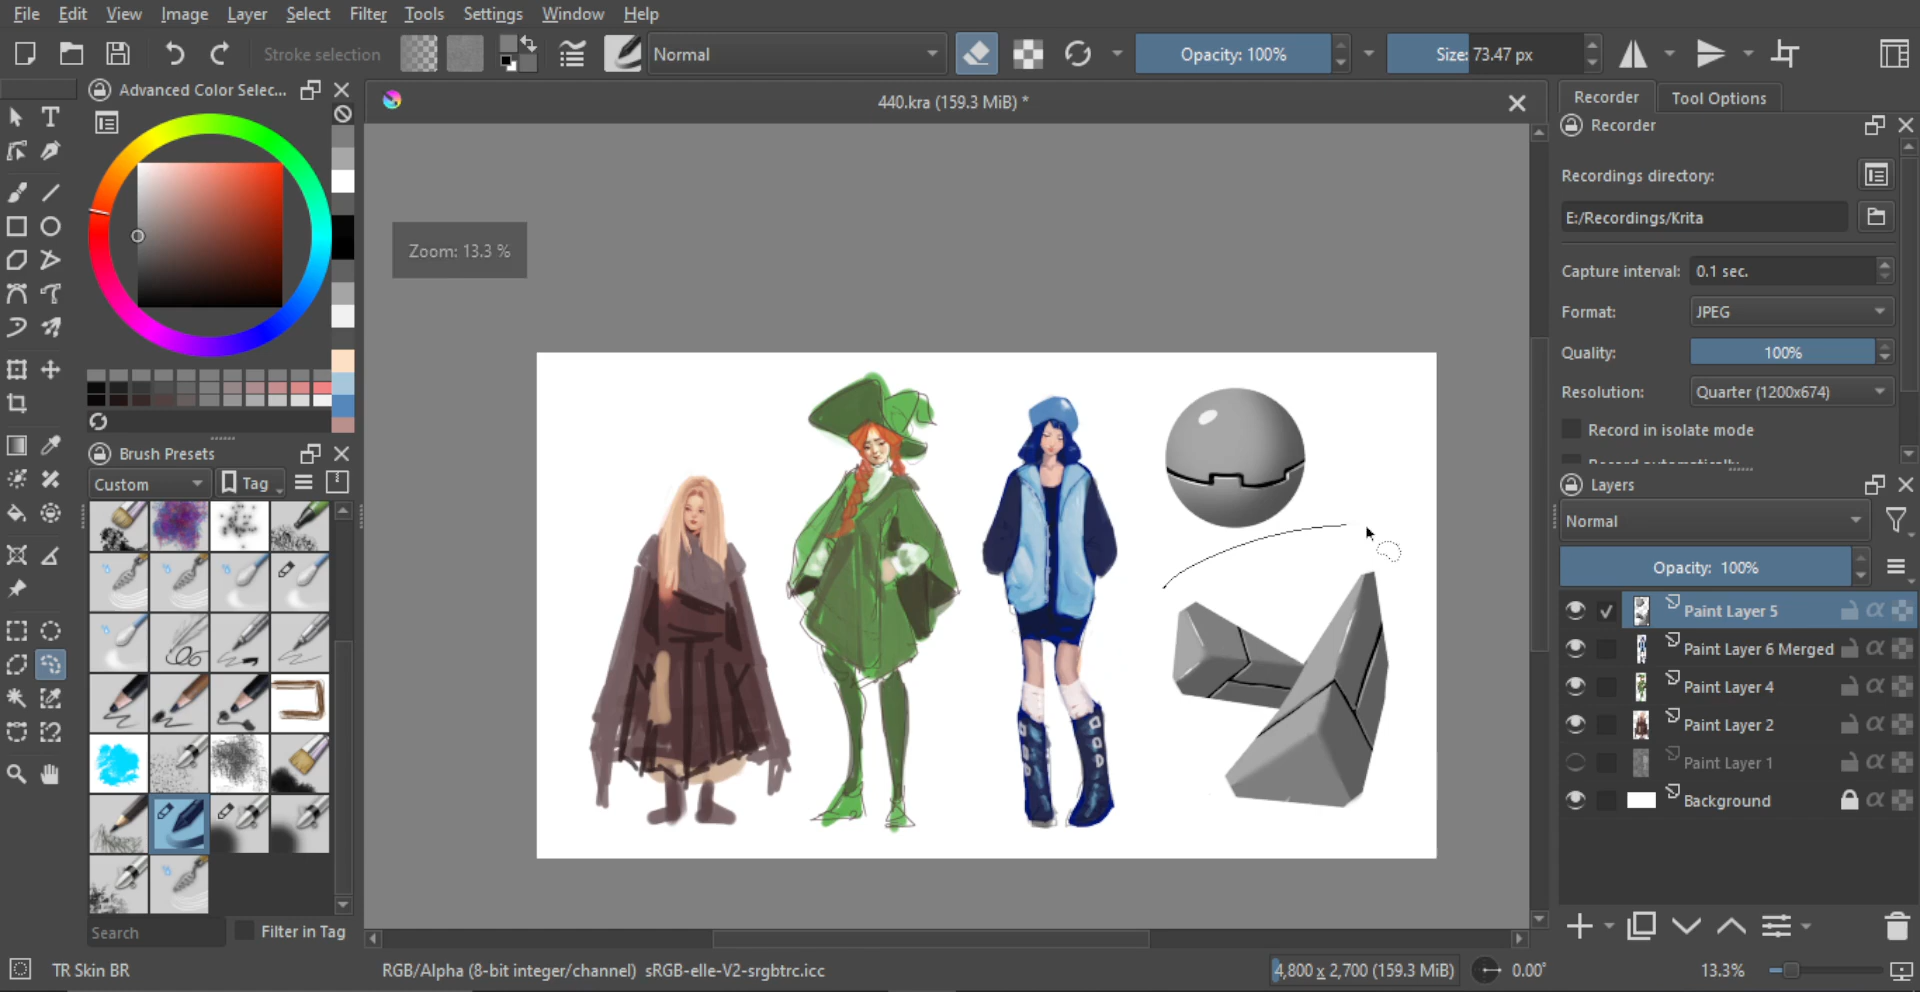 File Edit View Image Layer Select Filter Tools Settings Window Help
Stroke selection Normal Opacity: 100% Size: 73.47 px
Advanced Color Selec...
440.kra (159.3 MiB) *
Recorder Tool Options
Recorder
Recordings directory:
E:/Recordings/Krita
Zoom: 13.3 %
Capture interval: 0.1 sec.
Format: JPEG
Quality: 100%
Resolution: Quarter (1200x674)
Record in isolate mode
Record automatically
Brush Presets
Custom Tag
Layers
Normal
Opacity: 100%
Paint Layer 5
Paint Layer 6 Merged
Paint Layer 4
Paint Layer 2
Paint Layer 1
Background
Search Filter in Tag
TR Skin BR RGB/Alpha (8-bit integer/channel) sRGB-elle-V2-srgbtrc.icc 4,800 x 2,700 (159.3 MiB) 0.00° 13.3%